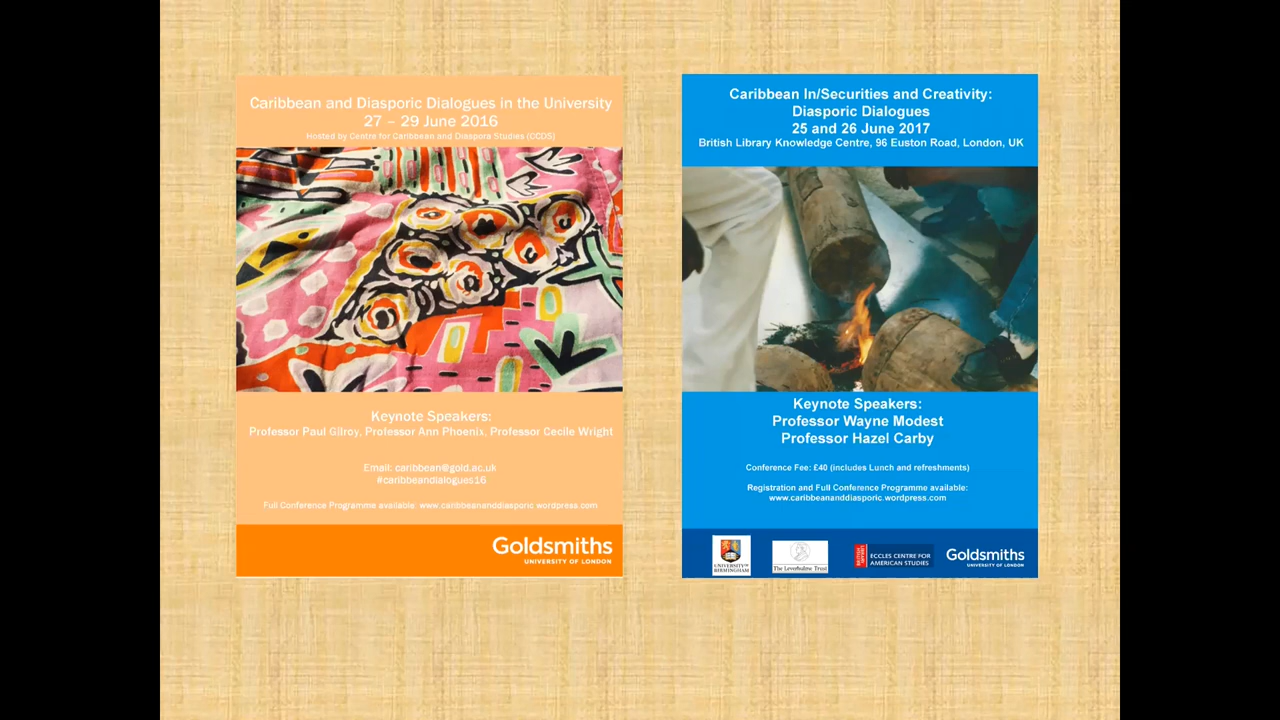 Caribbean and Diasporic Dialogues in the University
27 – 29 June 2016
Hosted by Centre for Caribbean and Diaspora Studies (CCDS)
Keynote Speakers:
Professor Paul Gilroy, Professor Ann Phoenix, Professor Cecile Wright
Email: caribbean@gold.ac.uk
#caribbeandialogues16
Full Conference Programme available: www.caribbeananddiasporic.wordpress.com
Goldsmiths
UNIVERSITY OF LONDON
Caribbean In/Securities and Creativity:
Diasporic Dialogues
25 and 26 June 2017
British Library Knowledge Centre, 96 Euston Road, London, UK
Keynote Speakers:
Professor Wayne Modest
Professor Hazel Carby
Conference Fee: £40 (includes Lunch and refreshments)
Registration and Full Conference Programme available:
www.caribbeananddiasporic.wordpress.com
UNIVERSITY OF
BIRMINGHAM
The Leverhulme Trust
BRITISH
LIBRARY
ECCLES CENTRE FOR
AMERICAN STUDIES
Goldsmiths
UNIVERSITY OF LONDON